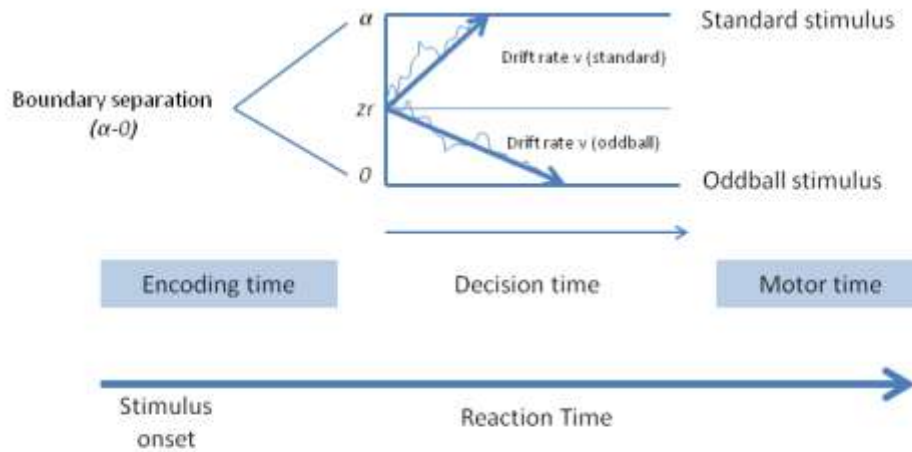 α
Standard stimulus
Drift rate v (standard)
Boundary separation
(α-0)
zr
Drift rate v (oddball)
0
Oddball stimulus
Encoding time
Decision time
Motor time
Stimulus
onset
Reaction Time